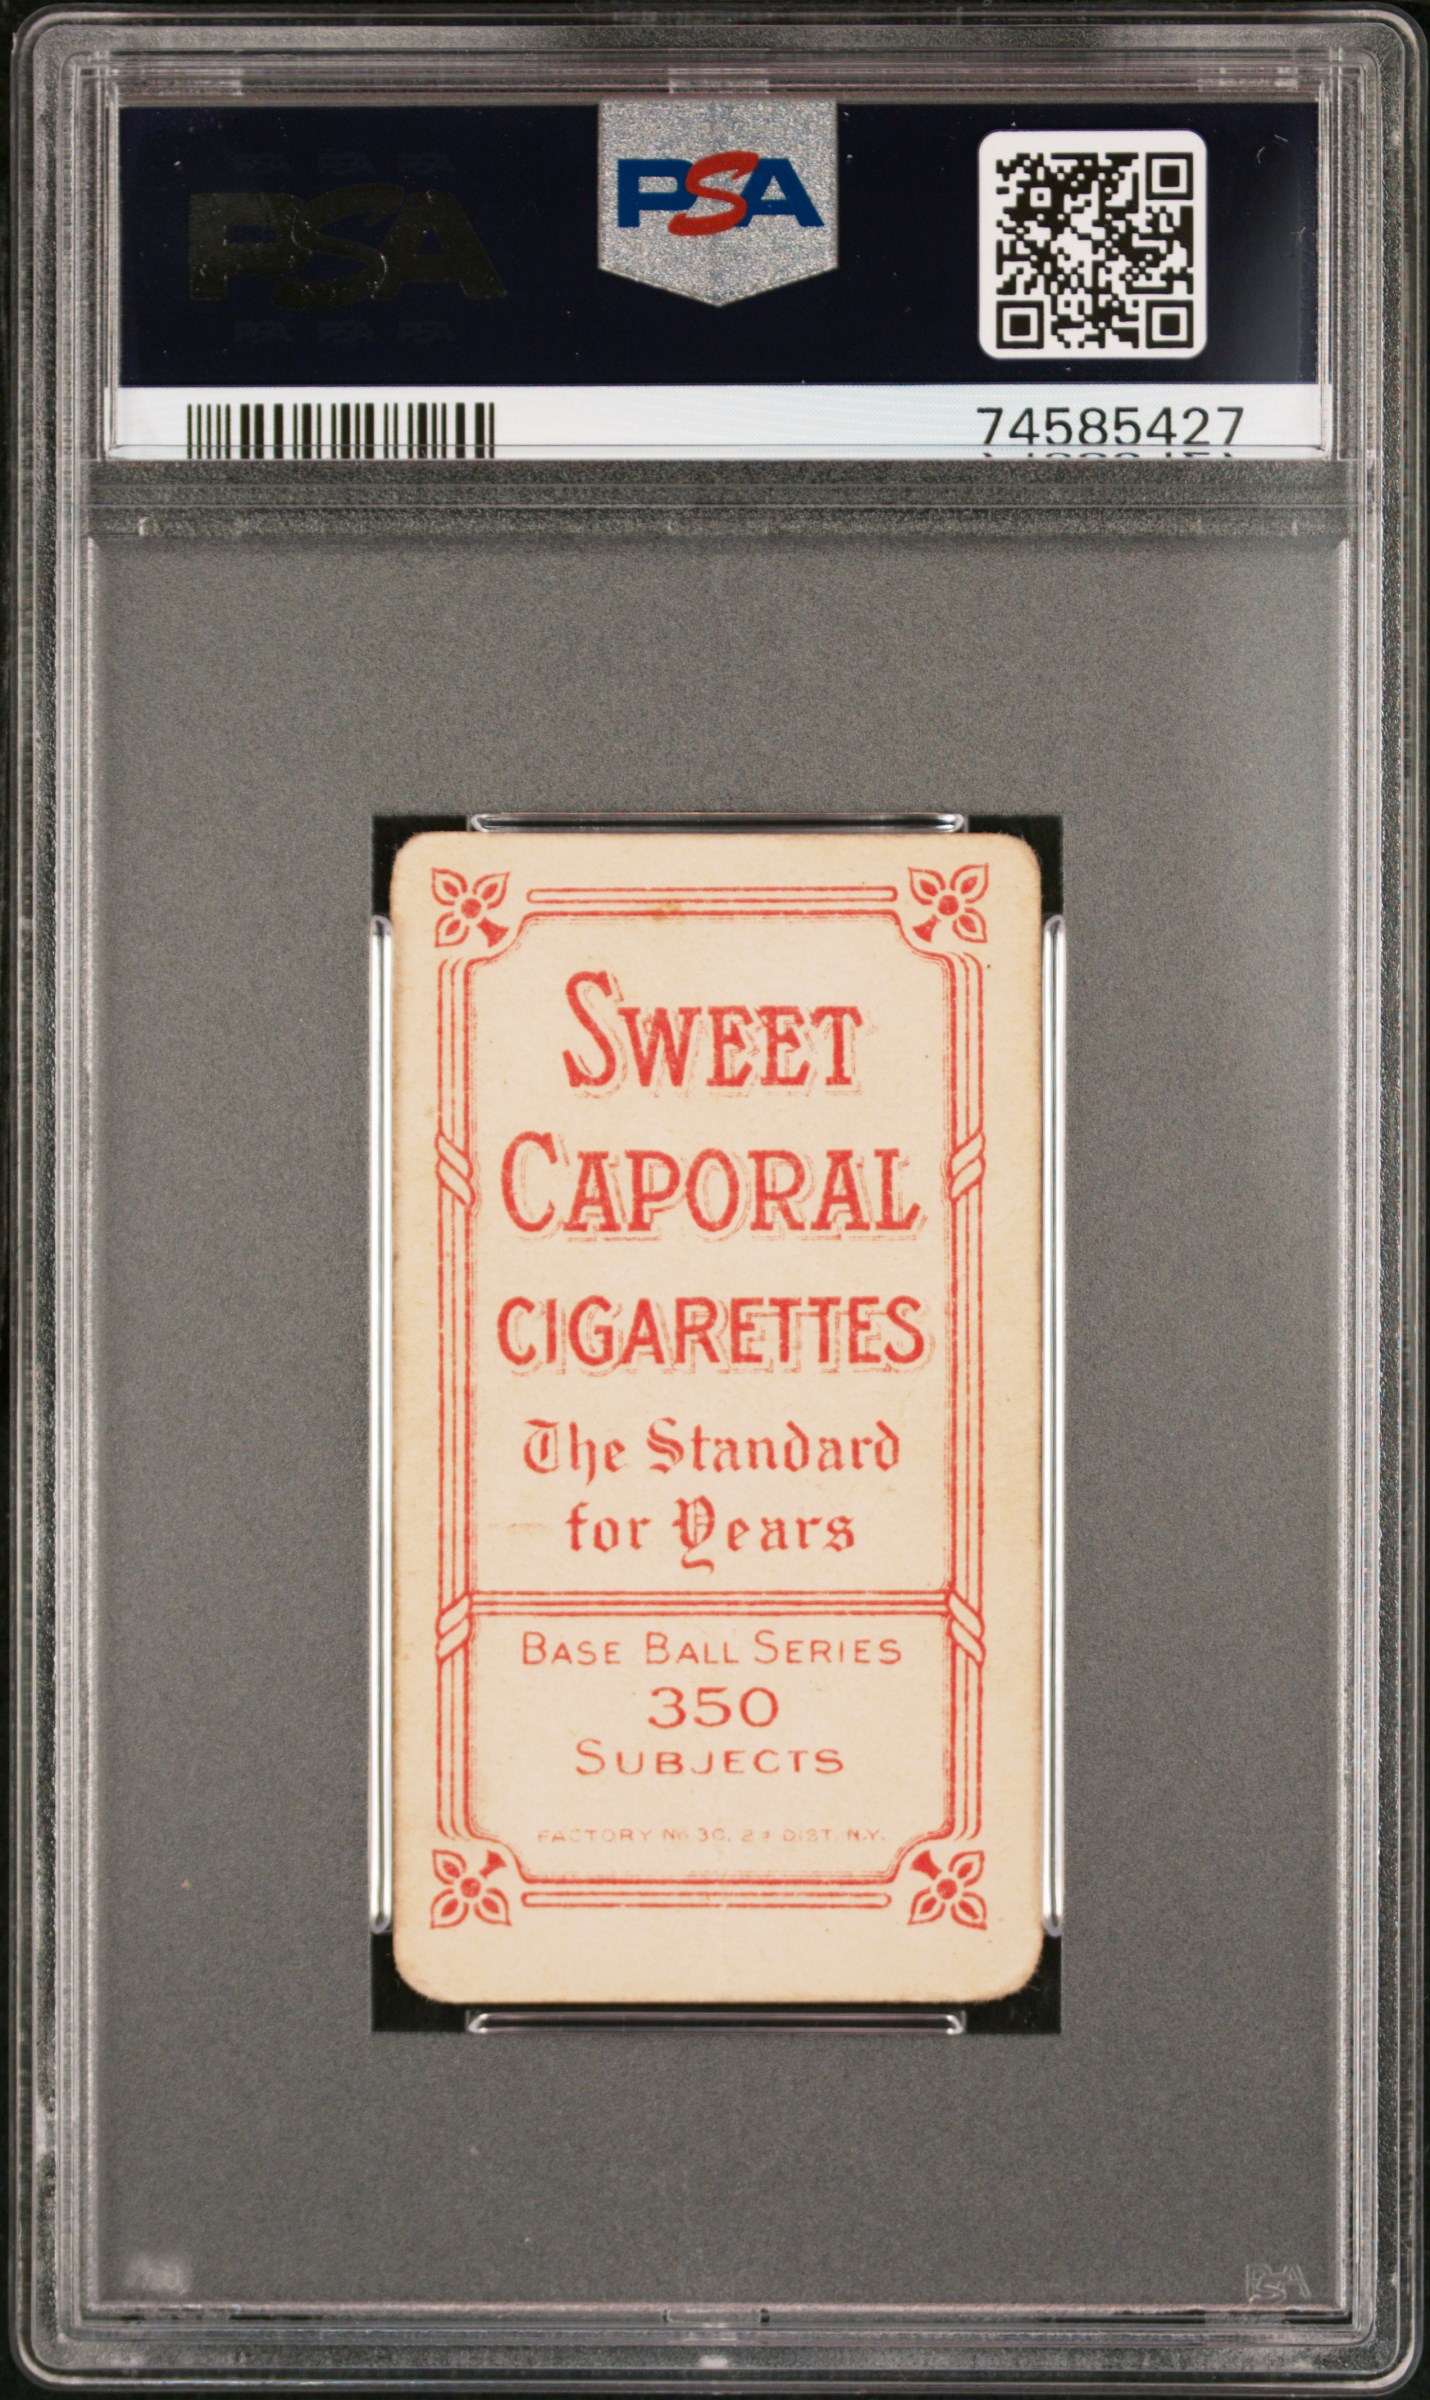 PSA
PSA
74585427
SWEET
CAPORAL
CIGARETTES
The Standard
for Years
BASE BALL SERIES
350
SUBJECTS
FACTORY No 30, 2d DIST. N.Y.
PSA